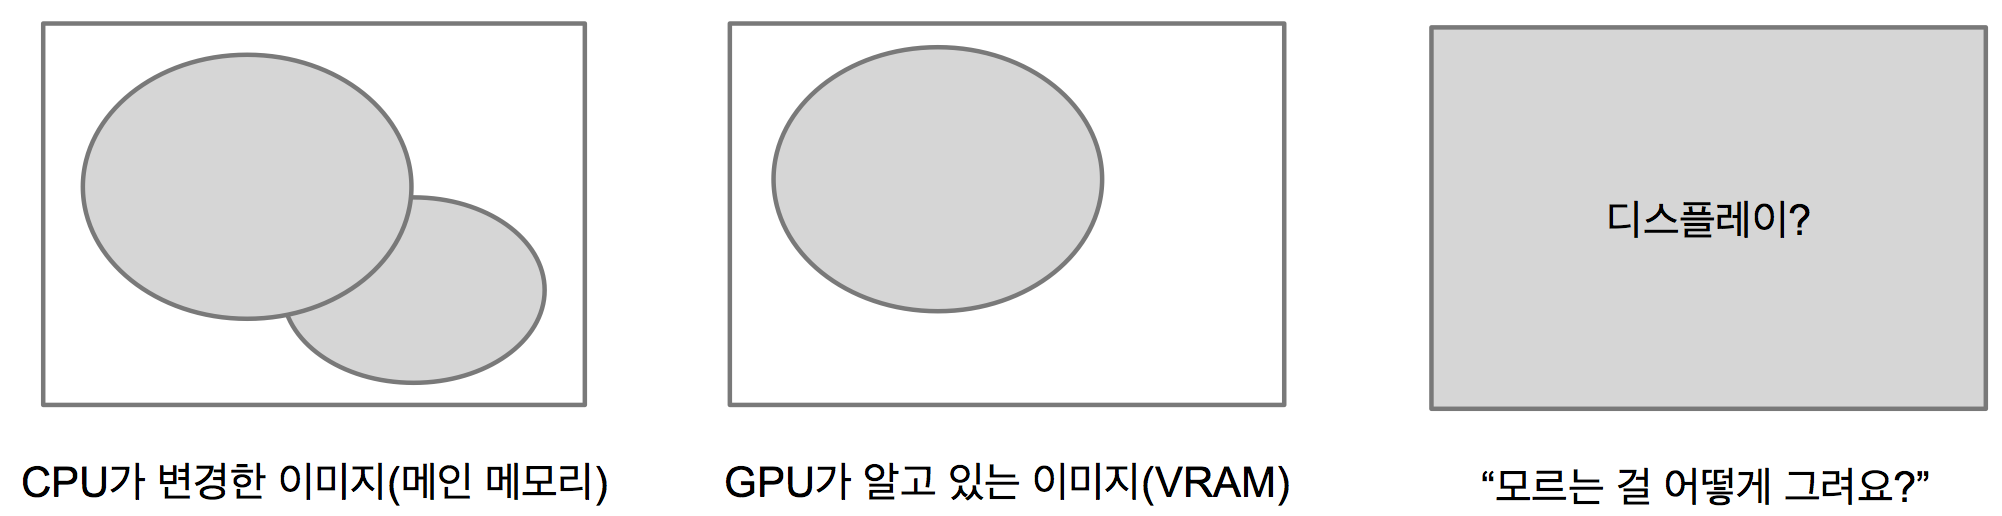 디스플레이?
CPU가 변경한 이미지(메인 메모리)
GPU가 알고 있는 이미지(VRAM)
“모르는 걸 어떻게 그려요?”